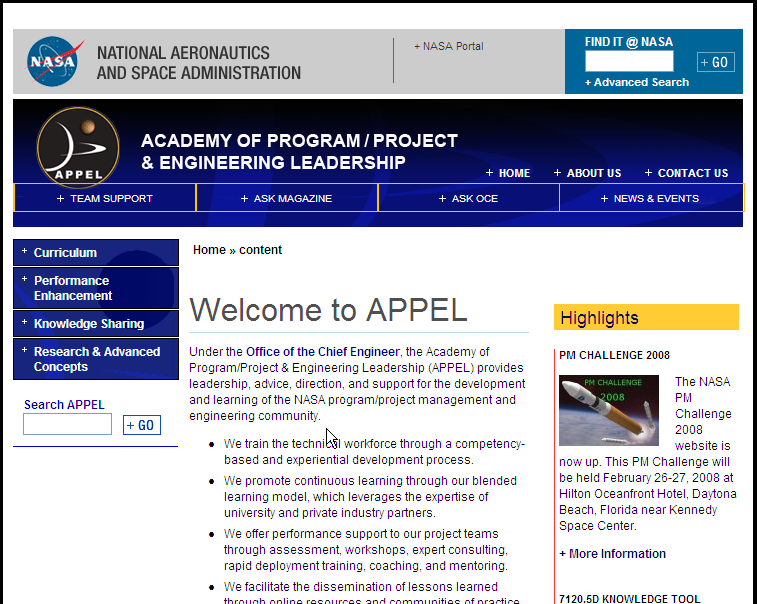 NASA
NATIONAL AERONAUTICS
AND SPACE ADMINISTRATION
+ NASA Portal
FIND IT @ NASA
+ GO
+ Advanced Search
APPEL
ACADEMY OF PROGRAM / PROJECT
& ENGINEERING LEADERSHIP
+ HOME
+ ABOUT US
+ CONTACT US
+ TEAM SUPPORT
+ ASK MAGAZINE
+ ASK OCE
+ NEWS & EVENTS
+ Curriculum
+ Performance
Enhancement
+ Knowledge Sharing
+ Research & Advanced
Concepts
Search APPEL
+ GO
Home » content
Welcome to APPEL
Under the Office of the Chief Engineer, the Academy of
Program/Project & Engineering Leadership (APPEL) provides
leadership, advice, direction, and support for the development
and learning of the NASA program/project management and
engineering community.
• We train the technical workforce through a competency-
based and experiential development process.
• We promote continuous learning through our blended
learning model, which leverages the expertise of
university and private industry partners.
• We offer performance support to our project teams
through assessment, workshops, expert consulting,
rapid deployment training, coaching, and mentoring.
• We facilitate the dissemination of lessons learned
through online resources and communities of practice
Highlights
PM CHALLENGE 2008
PM CHALLENGE
2008
The NASA
PM
Challenge
2008
website is
now up. This PM Challenge will
be held February 26-27, 2008 at
Hilton Oceanfront Hotel, Daytona
Beach, Florida near Kennedy
Space Center.
+ More Information
7120.5D KNOWLEDGE TOOL